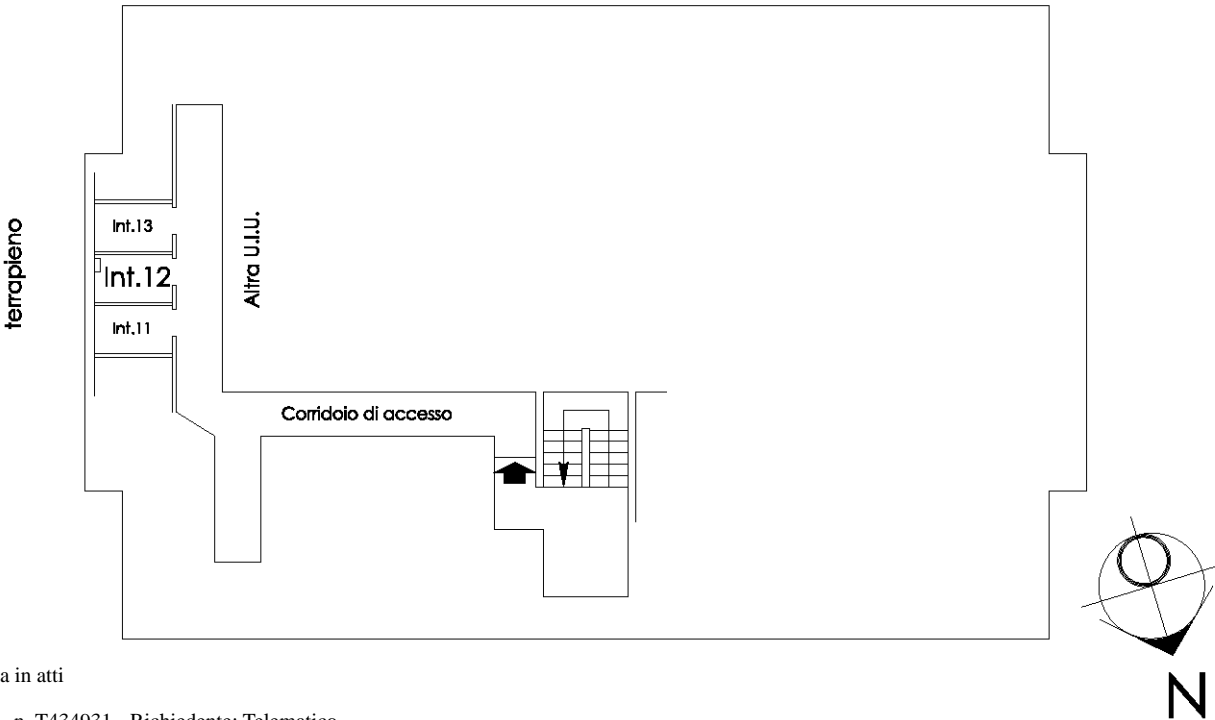 terrapieno
Int.13
Int.12
Int.11
Altra U.I.U.
Corridoio di accesso
N
a in atti
n. T434931 - Richiedente: Telematico